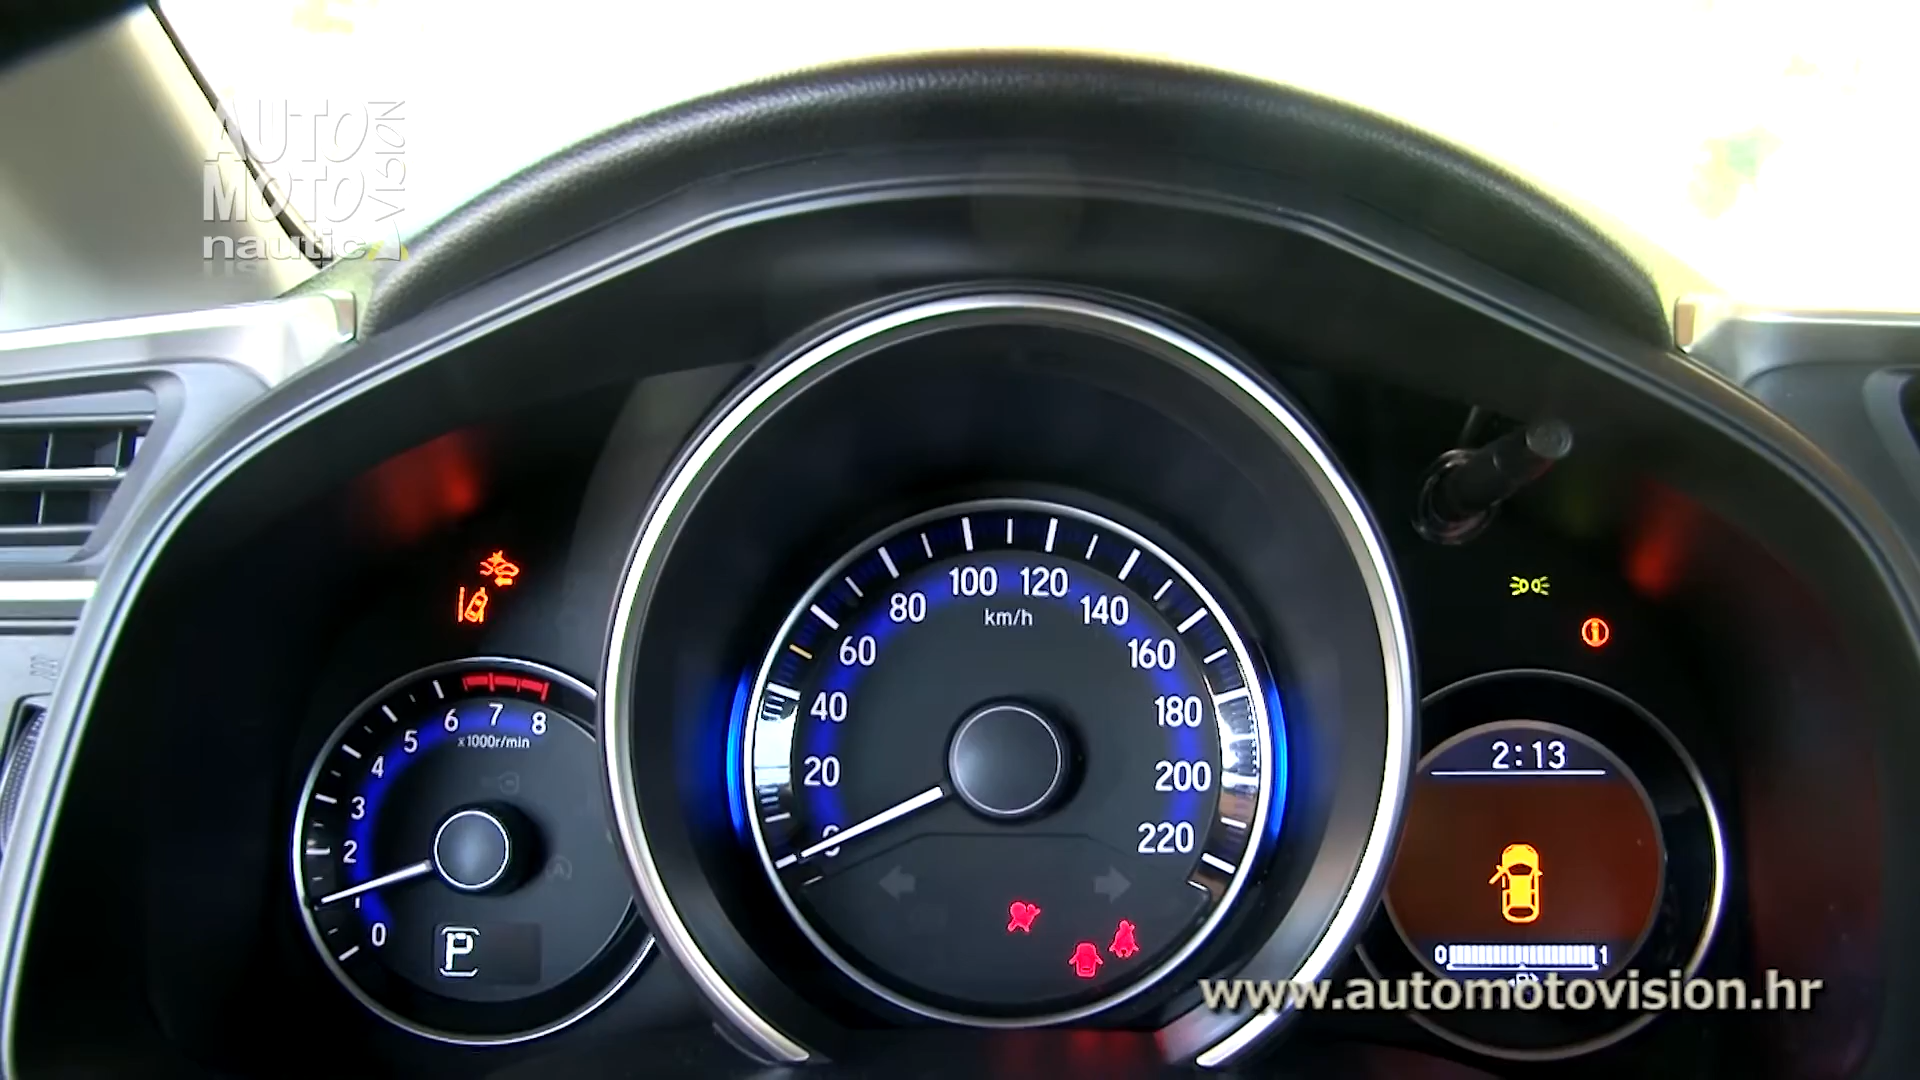 AUTO
MOTO
VISION
nautic
100 120
80 140
km/h
60 160
40 180
20 200
0 220
6 7 8
5 x1000r/min
4
3
2
0
P
2:13
0 1
www.automotovision.hr